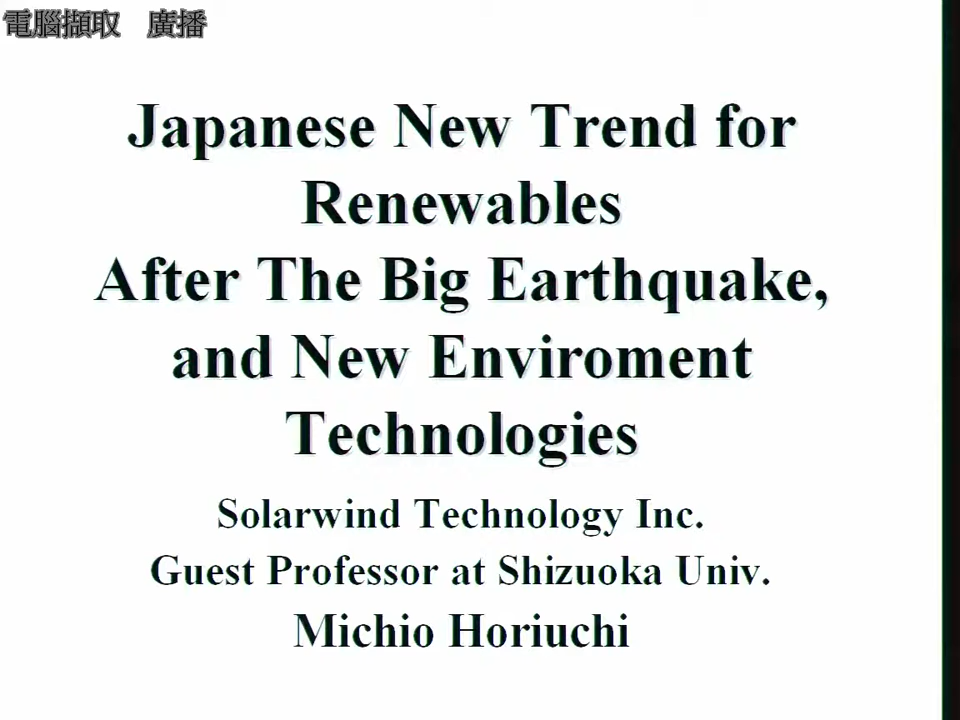 電腦擷取 廣播
Japanese New Trend for
Renewables
After The Big Earthquake,
and New Enviroment
Technologies
Solarwind Technology Inc.
Guest Professor at Shizuoka Univ.
Michio Horiuchi